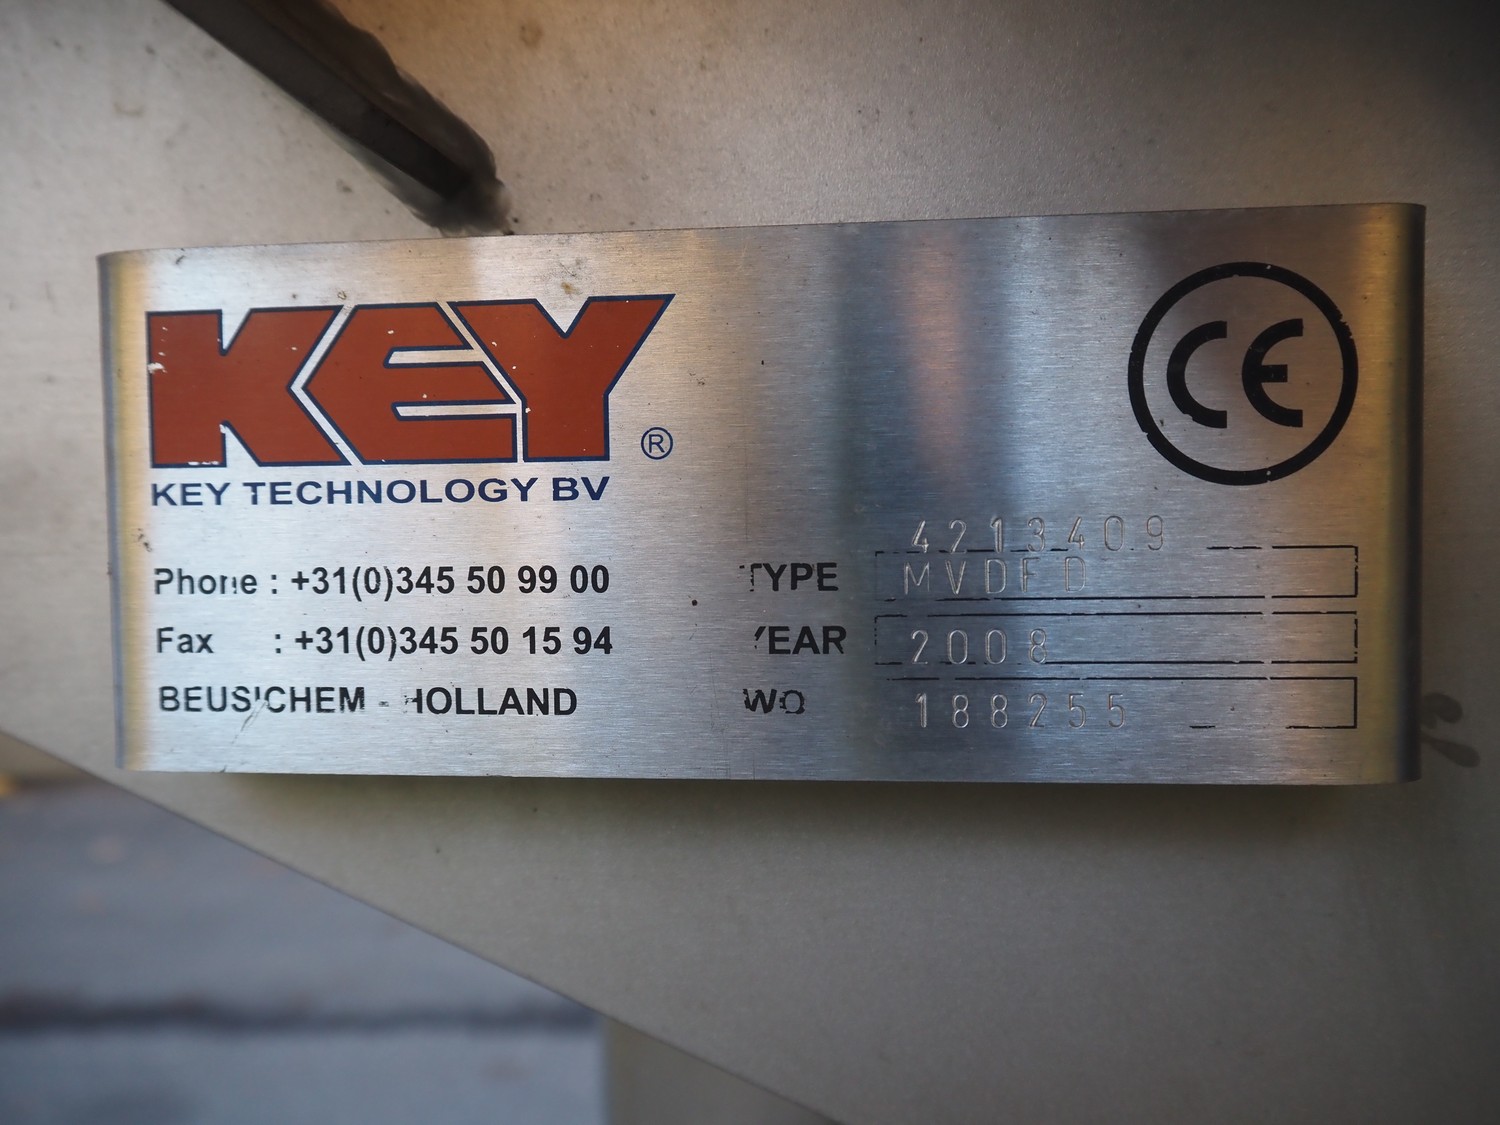 KEY ®
KEY TECHNOLOGY BV
Phone : +31(0)345 50 99 00
Fax : +31(0)345 50 15 94
BEUSICHEM - HOLLAND
CE
4213409
TYPE MVDFD
YEAR 2008
WO 188255